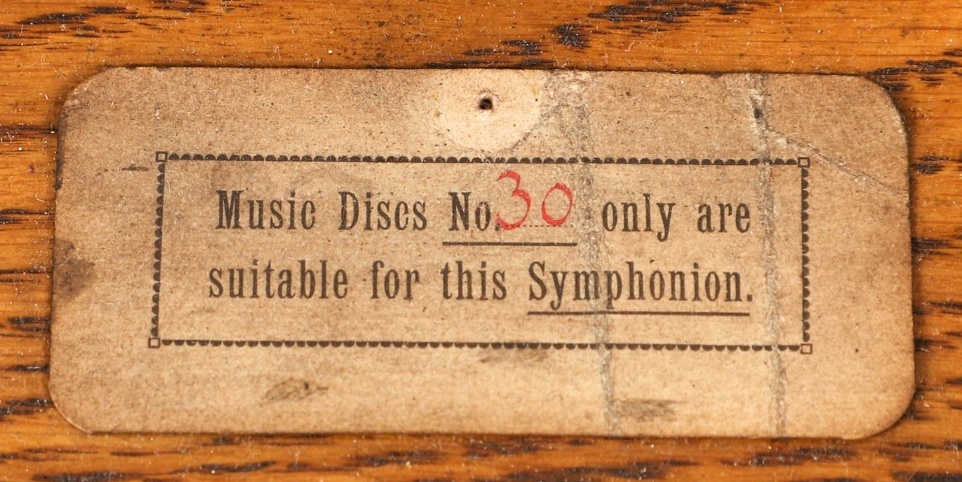 Music Discs No. 30 only are
suitable for this Symphonion.